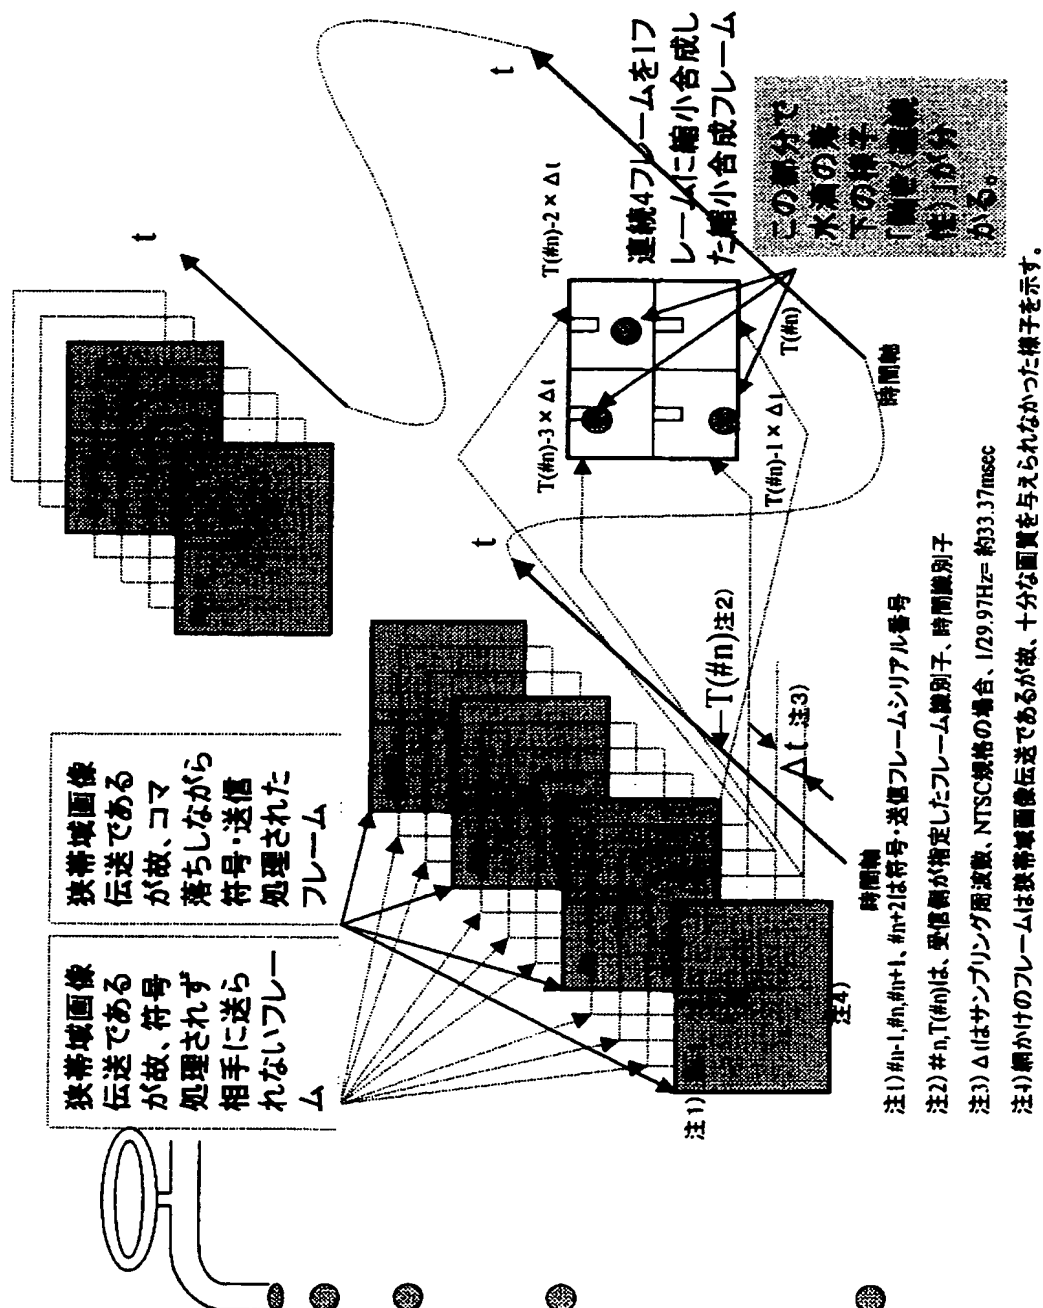 狭帯域画像
伝送である
が故、符号
処理されず
相手に送ら
れないフレー
ム
狭帯域画像
伝送である
が故、コマ
落ちしながら
符号・送信
処理された
フレーム
t
t
t
注1)
注4)
T(#n)注2)
Δt 注3)
時間軸
T(#n)-3×Δt
T(#n)-2×Δt
T(#n)-1×Δt
T(#n)
時間軸
連続4フレームを1フ
レームに縮小合成し
た縮小合成フレーム
この部分で
水滴の落
下の様子
「動き(連続
性)」が分
かる。
注1) #n-1,#n,#n+1、#n+2は符号・送信フレームシリアル番号
注2) #n,T(#n)は、受信側が指定したフレーム識別子、時間識別子
注3) Δtはサンプリング周波数、NTSC規格の場合、1/29.97Hz=約33.37msec
注4) 網かけのフレームは狭帯域画像伝送であるが故、十分な画質を与えられなかった様子を示す。